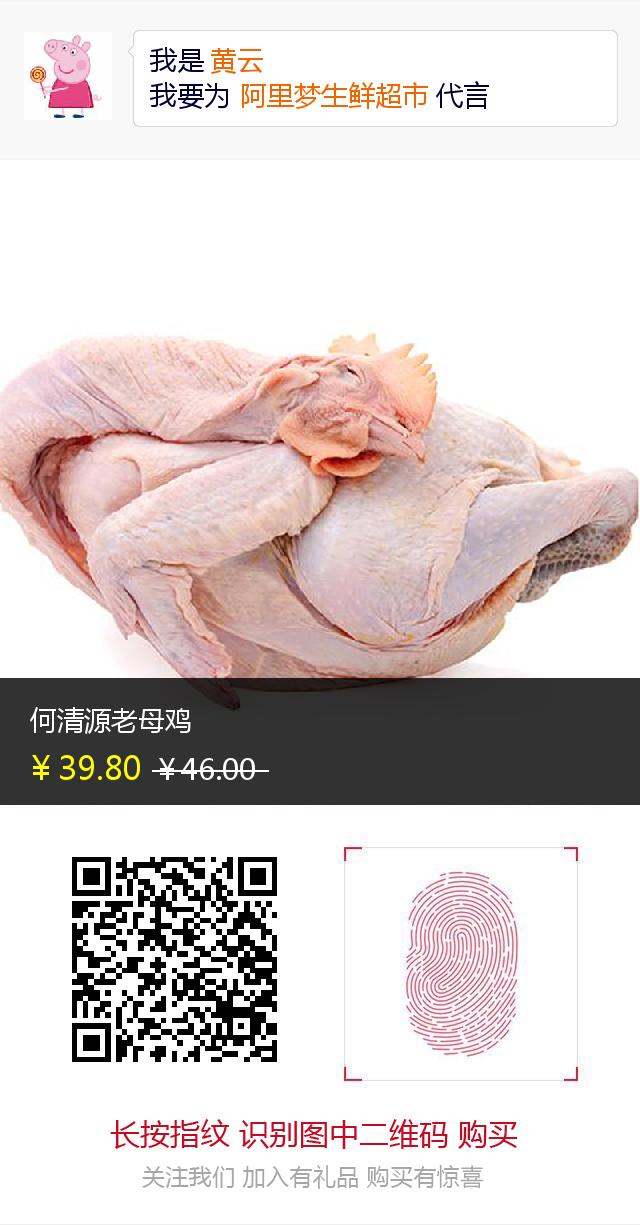 我是 黄云
我要为 阿里梦生鲜超市 代言
何清源老母鸡
￥39.80 ￥46.00
长按指纹 识别图中二维码 购买
关注我们 加入有礼品 购买有惊喜